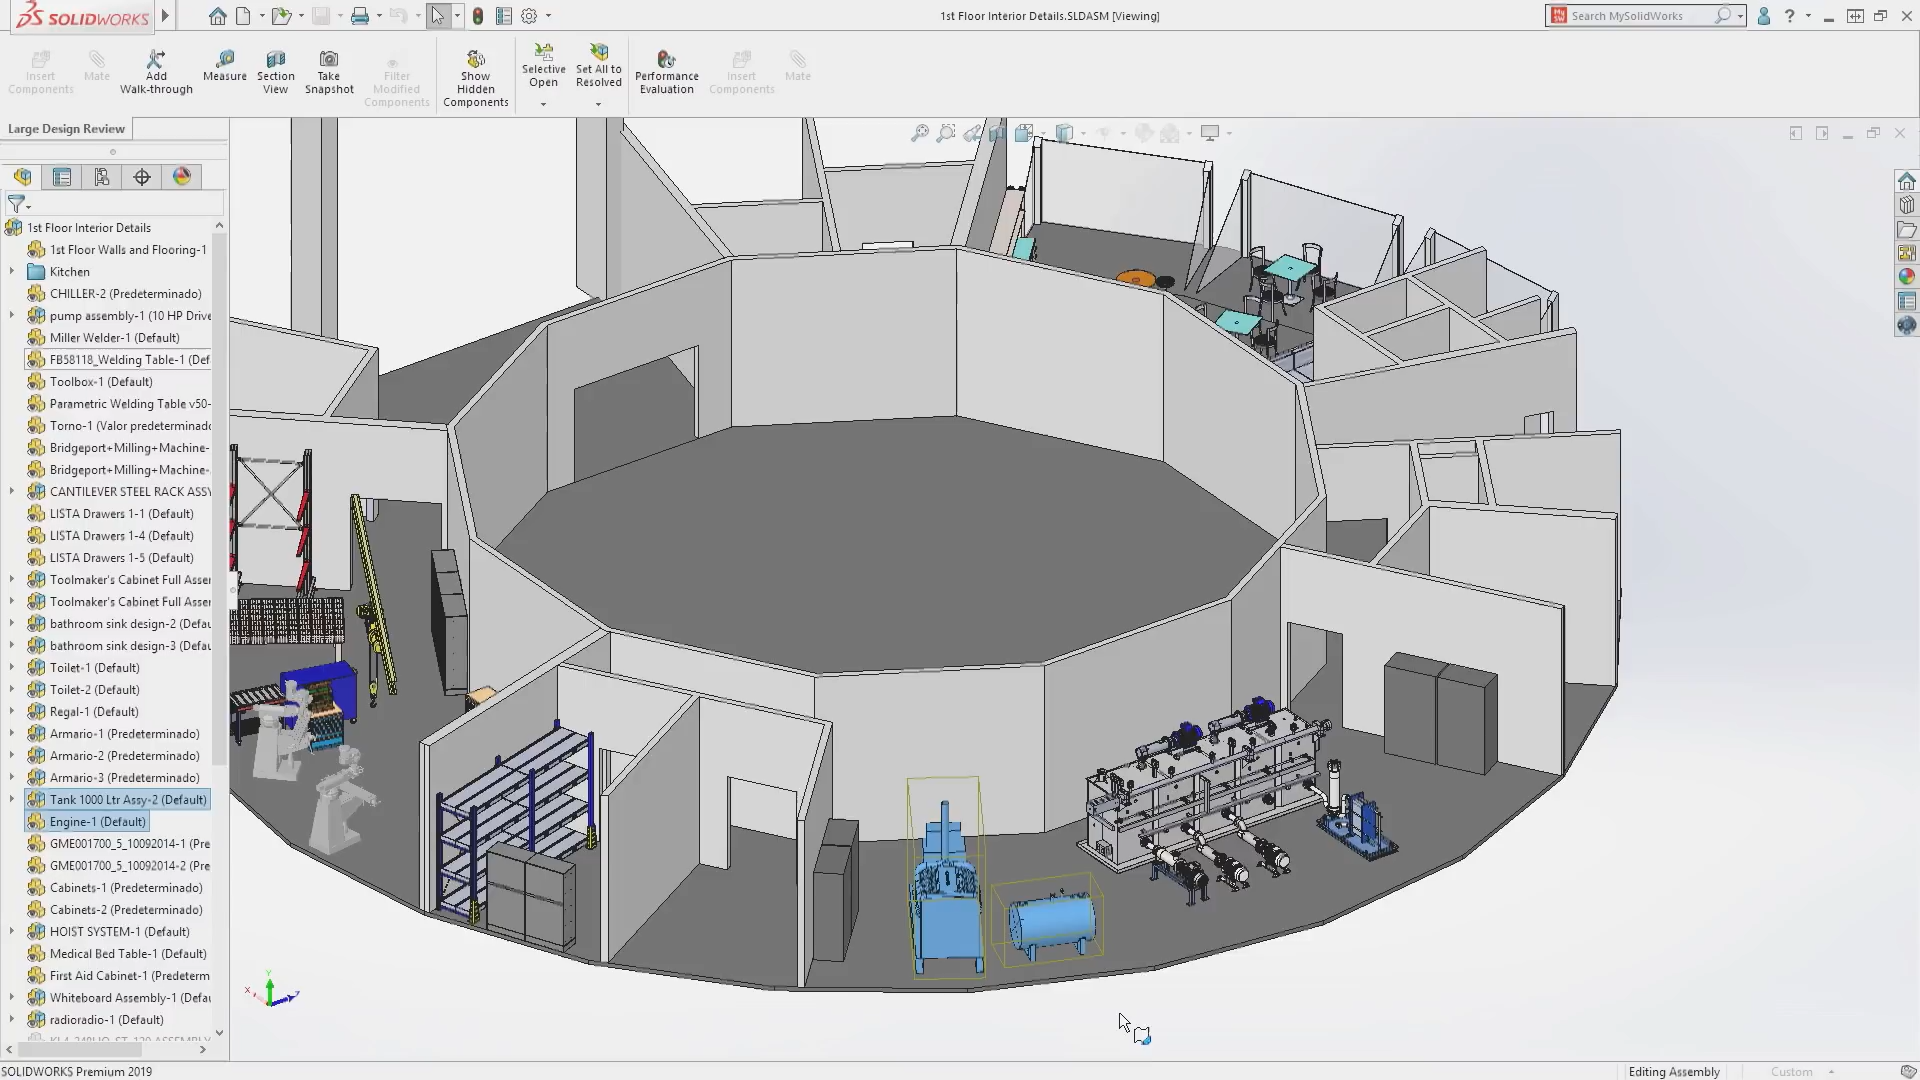 SOLIDWORKS
1st Floor Interior Details.SLDASM [Viewing]
Search MySolidWorks
Insert Components
Mate
Add Walk-through
Measure
Section View
Take Snapshot
Filter Modified Components
Show Hidden Components
Selective Open
Set All to Resolved
Performance Evaluation
Insert Components
Mate
Large Design Review
1st Floor Interior Details
1st Floor Walls and Flooring-1
Kitchen
CHILLER-2 (Predeterminado)
pump assembly-1 (10 HP Drive
Miller Welder-1 (Default)
FB58118_Welding Table-1 (Def
Toolbox-1 (Default)
Parametric Welding Table v50-
Torno-1 (Valor predeterminado
Bridgeport+Milling+Machine-
Bridgeport+Milling+Machine-
CANTILEVER STEEL RACK ASSY
LISTA Drawers 1-1 (Default)
LISTA Drawers 1-4 (Default)
LISTA Drawers 1-5 (Default)
Toolmaker's Cabinet Full Asser
Toolmaker's Cabinet Full Asser
bathroom sink design-2 (Defau
bathroom sink design-3 (Defau
Toilet-1 (Default)
Toilet-2 (Default)
Regal-1 (Default)
Armario-1 (Predeterminado)
Armario-2 (Predeterminado)
Armario-3 (Predeterminado)
Tank 1000 Ltr Assy-2 (Default)
Engine-1 (Default)
GME001700_5_10092014-1 (Pre
GME001700_5_10092014-2 (Pre
Cabinets-1 (Predeterminado)
Cabinets-2 (Predeterminado)
HOIST SYSTEM-1 (Default)
Medical Bed Table-1 (Default)
First Aid Cabinet-1 (Predeterm
Whiteboard Assembly-1 (Defau
radioradio-1 (Default)
SOLIDWORKS Premium 2019
Editing Assembly
Custom